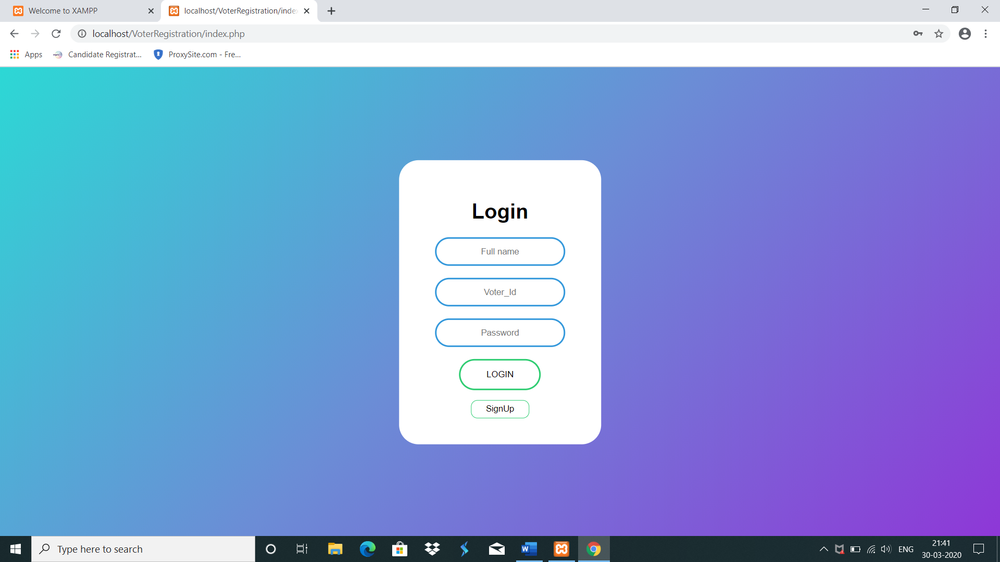 Welcome to XAMPP
localhost/VoterRegistration/inde
localhost/VoterRegistration/index.php
Apps
Candidate Registrat...
ProxySite.com - Fre...
Login
Full name
Voter_Id
Password
LOGIN
SignUp
Type here to search
W
ENG
21:41
30-03-2020